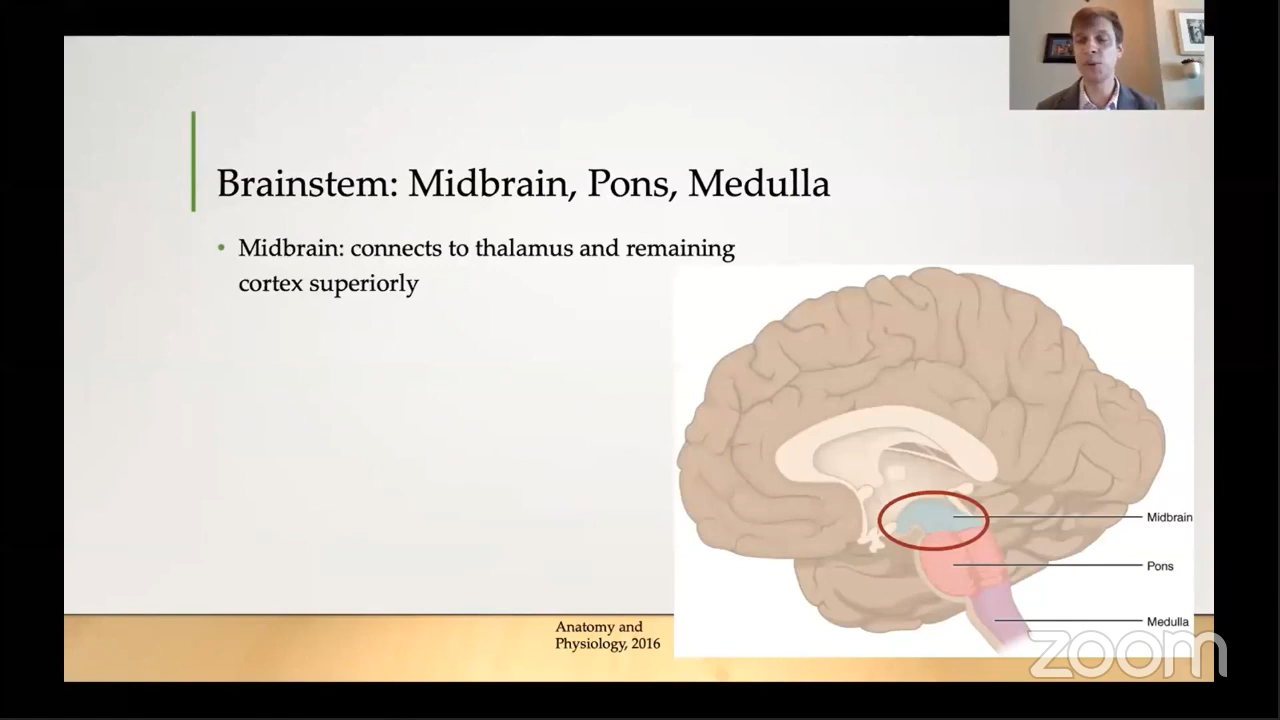 Brainstem: Midbrain, Pons, Medulla
• Midbrain: connects to thalamus and remaining
cortex superiorly
Midbrain
Pons
Medulla
Anatomy and
Physiology, 2016
zoom